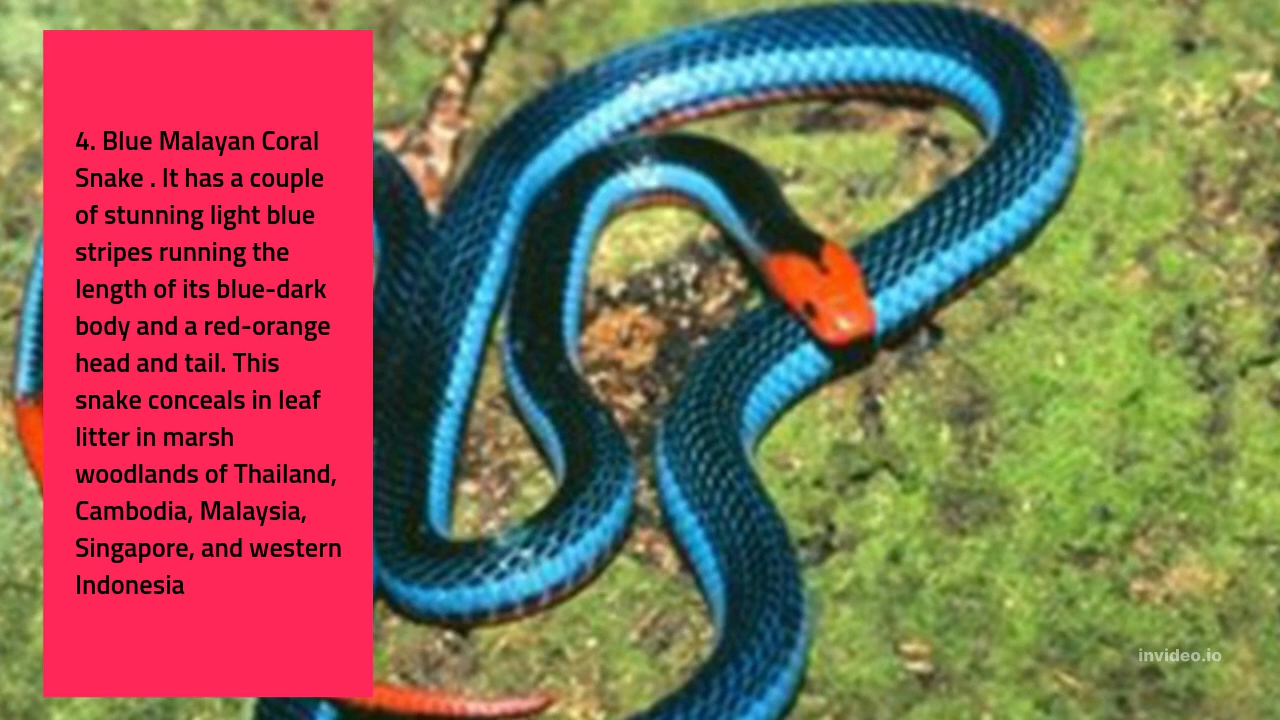 4. Blue Malayan Coral
Snake . It has a couple
of stunning light blue
stripes running the
length of its blue-dark
body and a red-orange
head and tail. This
snake conceals in leaf
litter in marsh
woodlands of Thailand,
Cambodia, Malaysia,
Singapore, and western
Indonesia
invideo.io